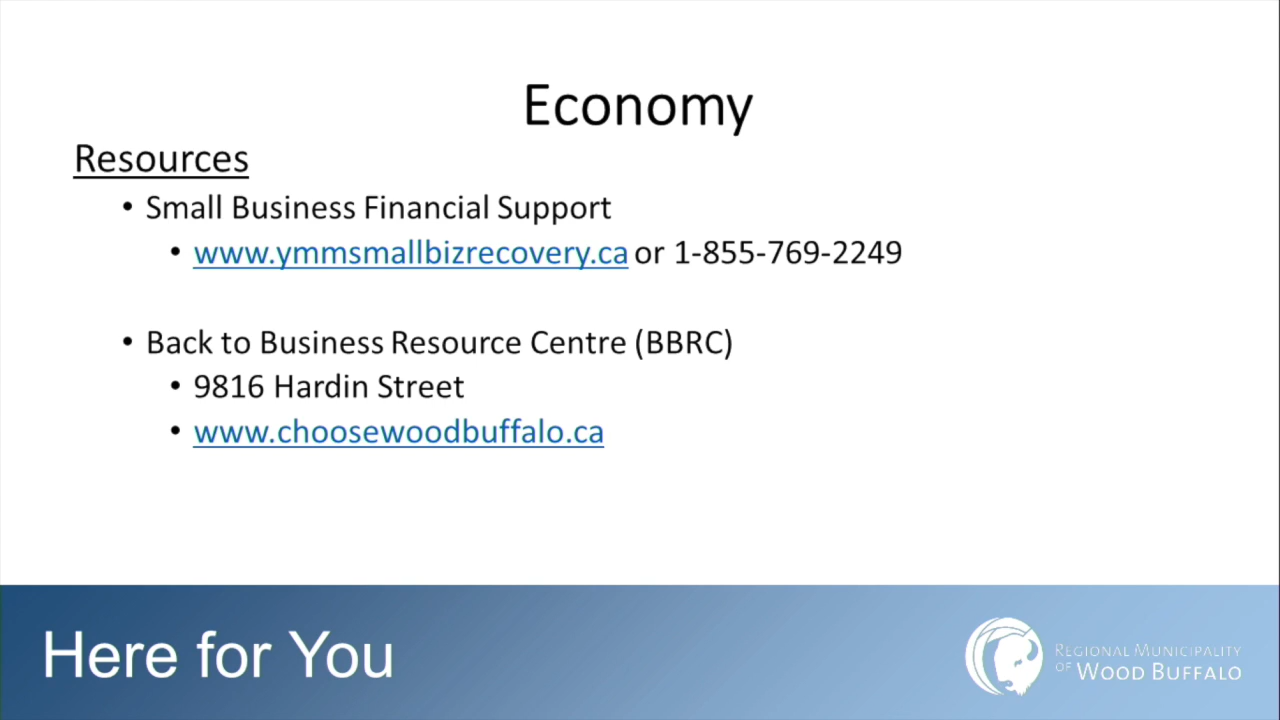 Economy
Resources
• Small Business Financial Support
• www.ymmsmallbizrecovery.ca or 1-855-769-2249
• Back to Business Resource Centre (BBRC)
• 9816 Hardin Street
• www.choosewoodbuffalo.ca
Here for You
REGIONAL MUNICIPALITY
OF WOOD BUFFALO